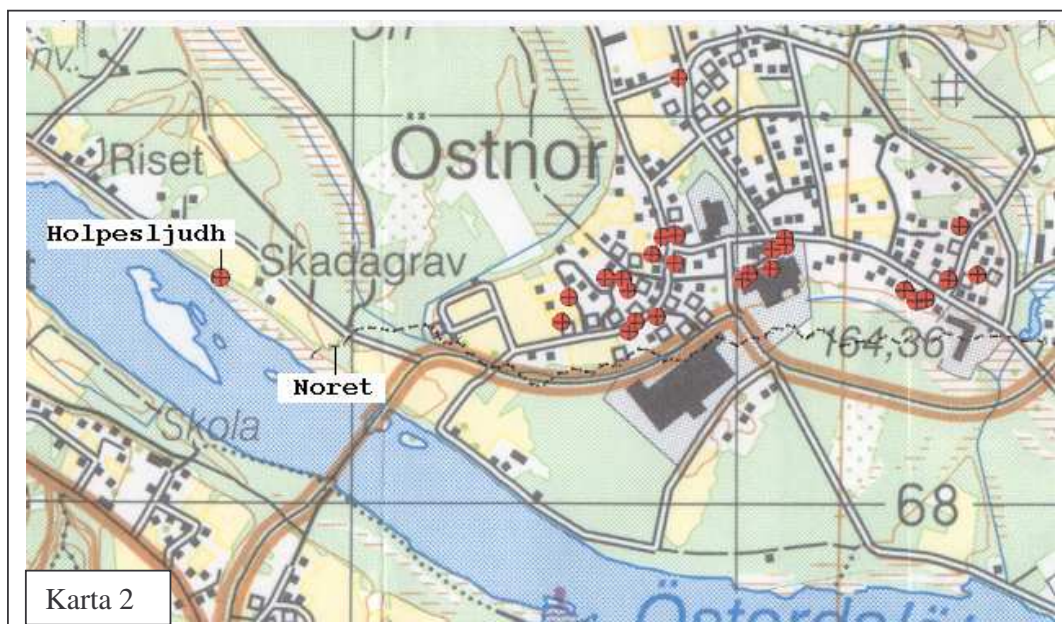 Östnor
Riset
Holpesljudh
Skadagrav
164,36
Noret
Skola
68
Karta 2